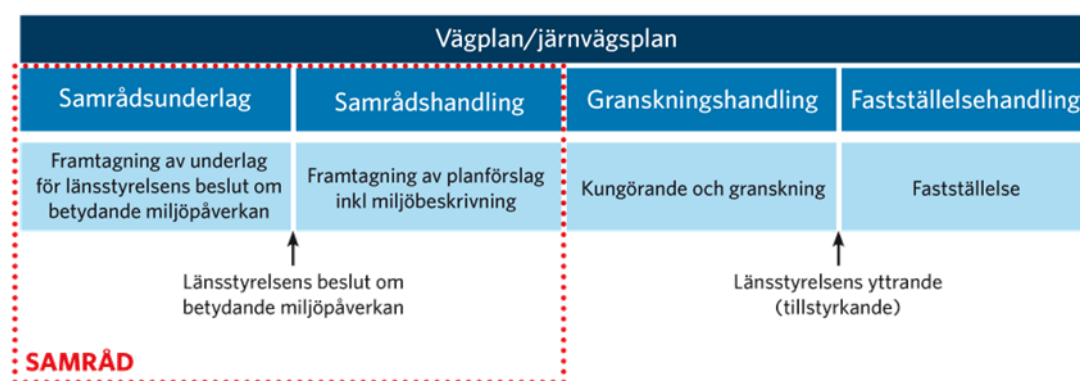 Vägplan/järnvägsplan
Samrådsunderlag
Samrådshandling
Granskningshandling
Fastställelsehandling
Framtagning av underlag
för länsstyrelsens beslut om
betydande miljöpåverkan
Framtagning av planförslag
inkl miljöbeskrivning
Kungörande och granskning
Fastställelse
Länsstyrelsens beslut om
betydande miljöpåverkan
Länsstyrelsens yttrande
(tillstyrkande)
SAMRÅD